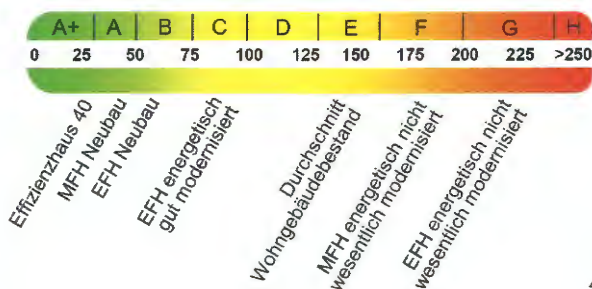 A+ A B C D E F G H
0 25 50 75 100 125 150 175 200 225 >250
Effizienzhaus 40
MFH Neubau
EFH Neubau
EFH energetisch
gut modernisiert
Durchschnitt
Wohngebäudebestand
MFH energetisch nicht
wesentlich modernisiert
EFH energetisch nicht
wesentlich modernisiert